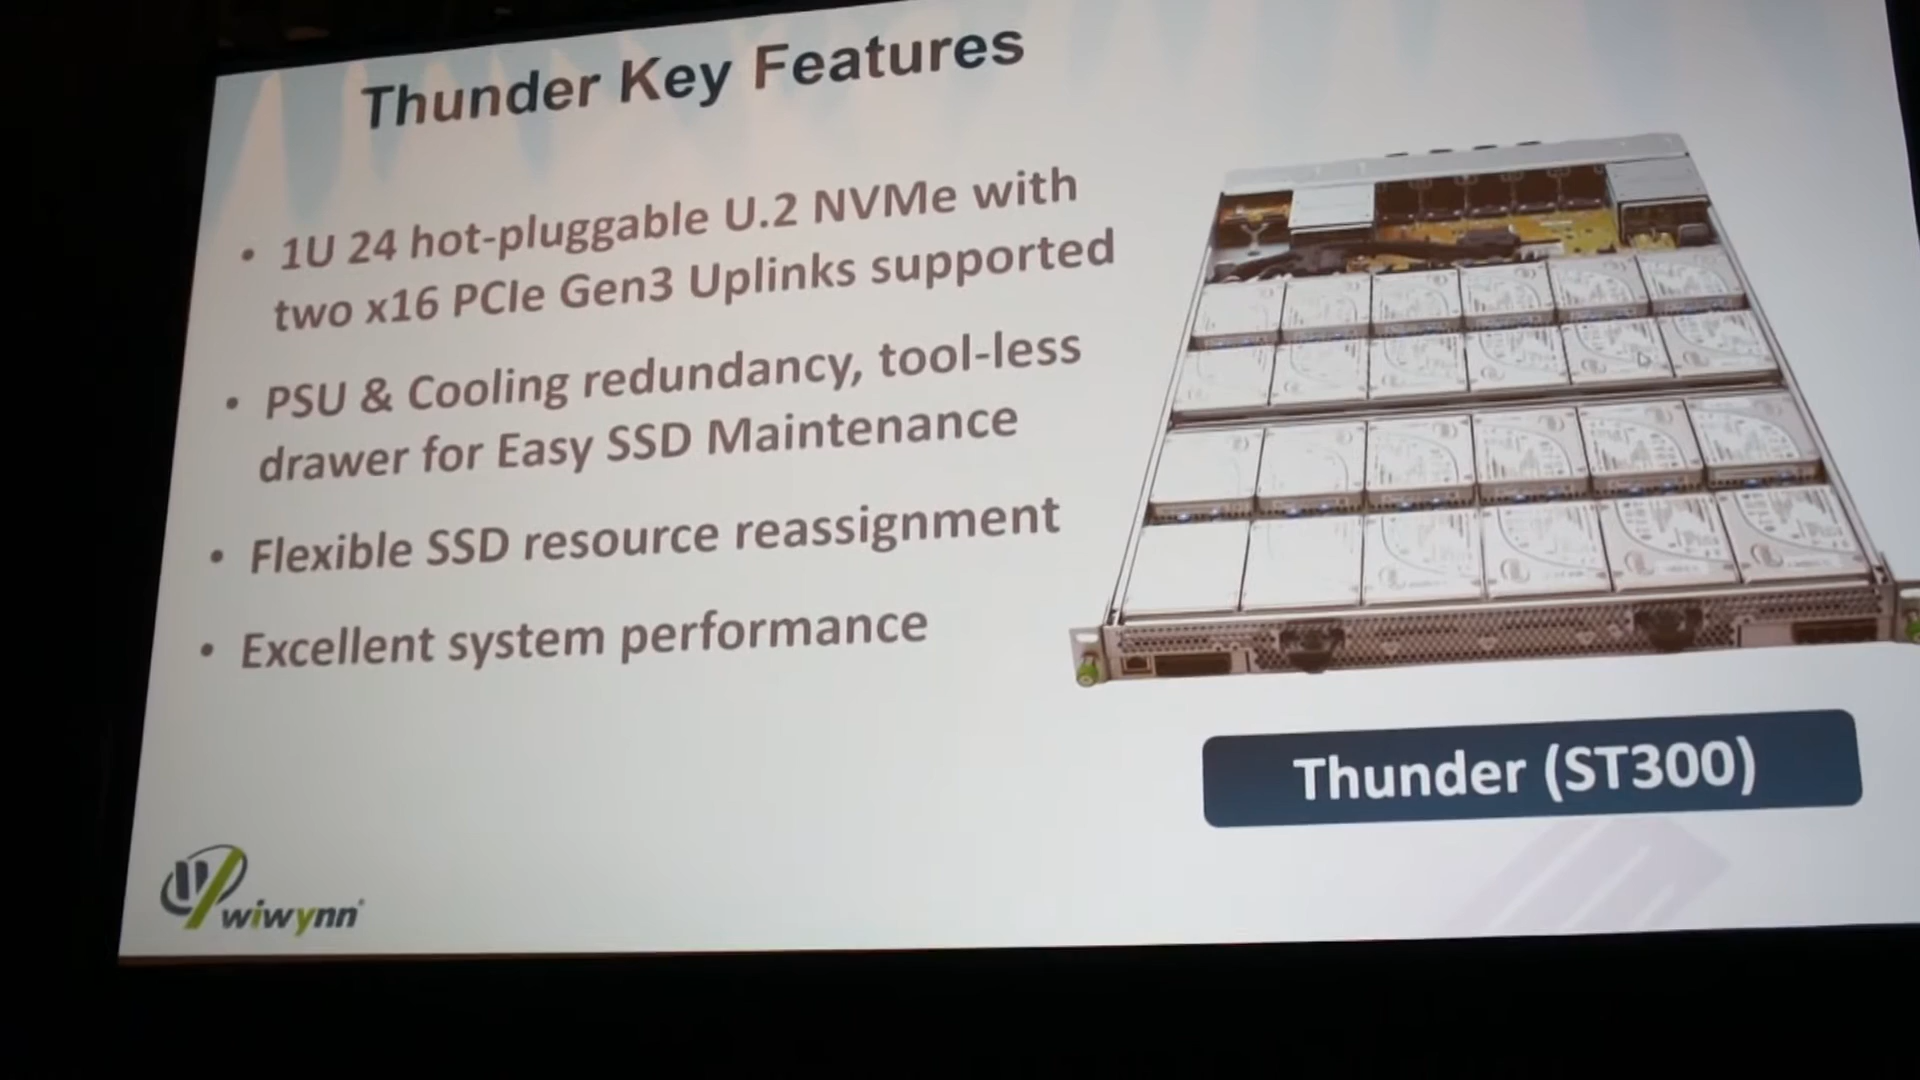 Thunder Key Features
• 1U 24 hot-pluggable U.2 NVMe with
two x16 PCIe Gen3 Uplinks supported
• PSU & Cooling redundancy, tool-less
drawer for Easy SSD Maintenance
• Flexible SSD resource reassignment
• Excellent system performance
Thunder (ST300)
wiwynn